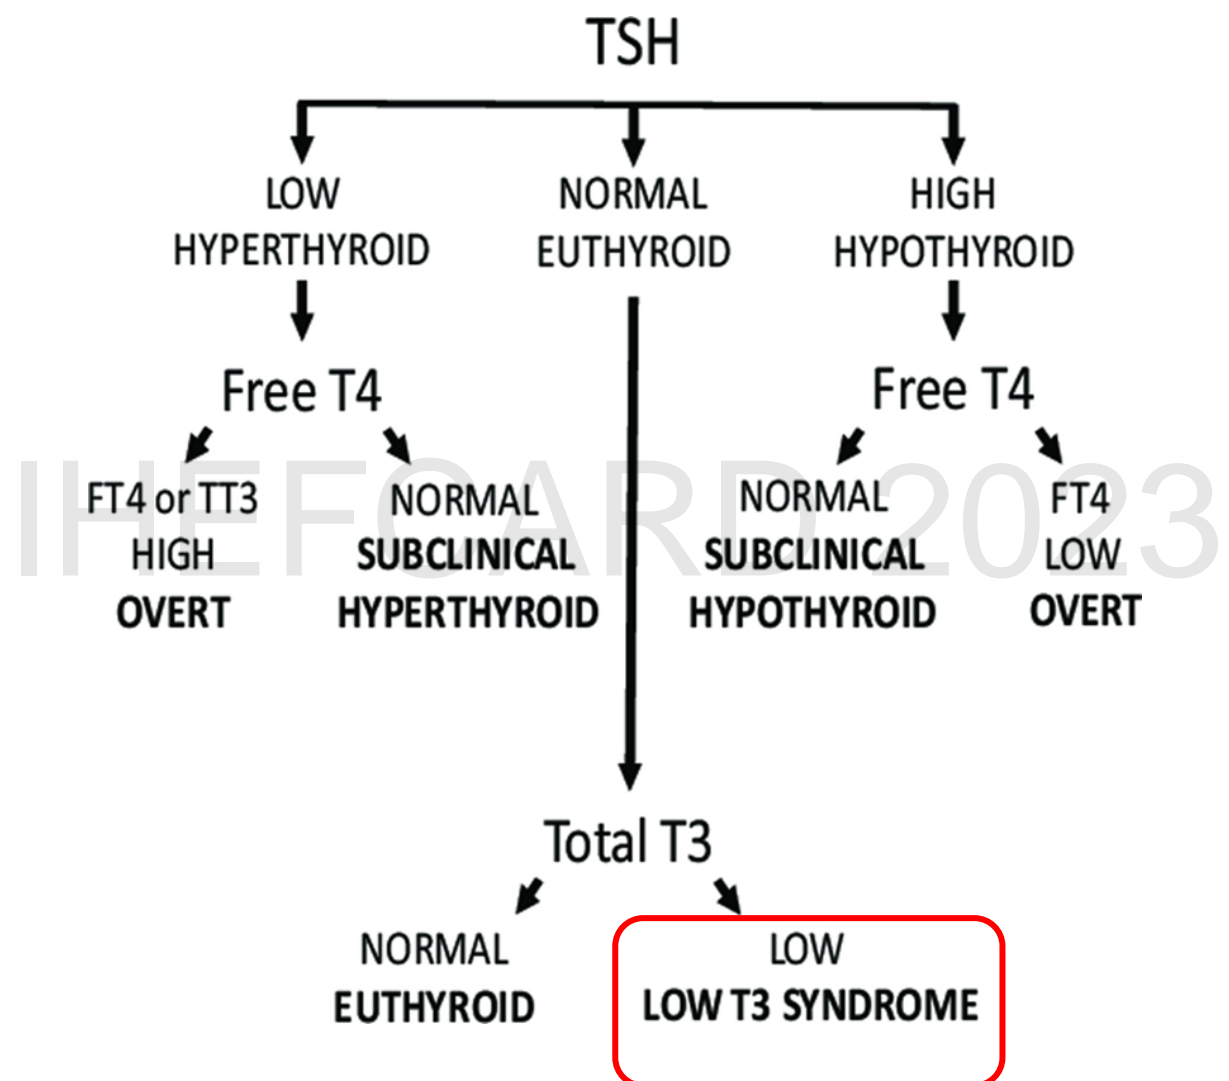 TSH
LOW
HYPERTHYROID
NORMAL
EUTHYROID
HIGH
HYPOTHYROID
Free T4
Free T4
FT4 or TT3
HIGH
OVERT
NORMAL
SUBCLINICAL
HYPERTHYROID
NORMAL
SUBCLINICAL
HYPOTHYROID
FT4
LOW
OVERT
IHEFCARD 2023
Total T3
NORMAL
EUTHYROID
LOW
LOW T3 SYNDROME